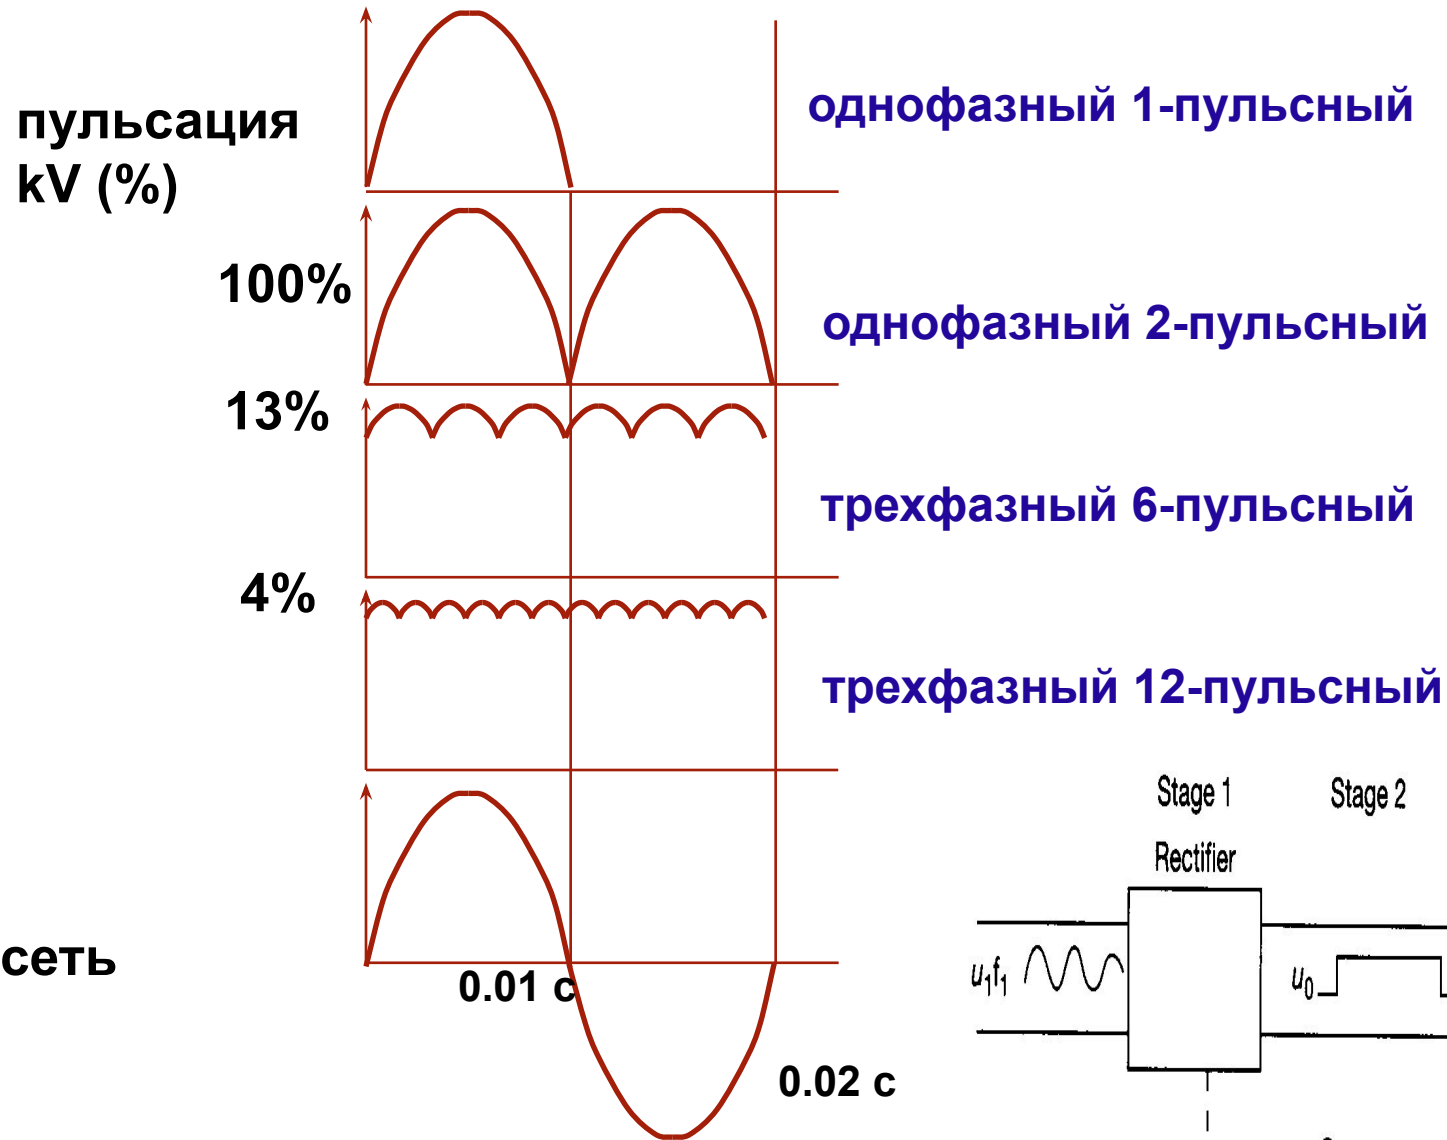 пульсация
kV (%)
однофазный 1-пульсный
100%
однофазный 2-пульсный
13%
трехфазный 6-пульсный
4%
трехфазный 12-пульсный
Stage 1
Stage 2
Rectifier
сеть
0.01 с
u₁f₁
u₀
0.02 с